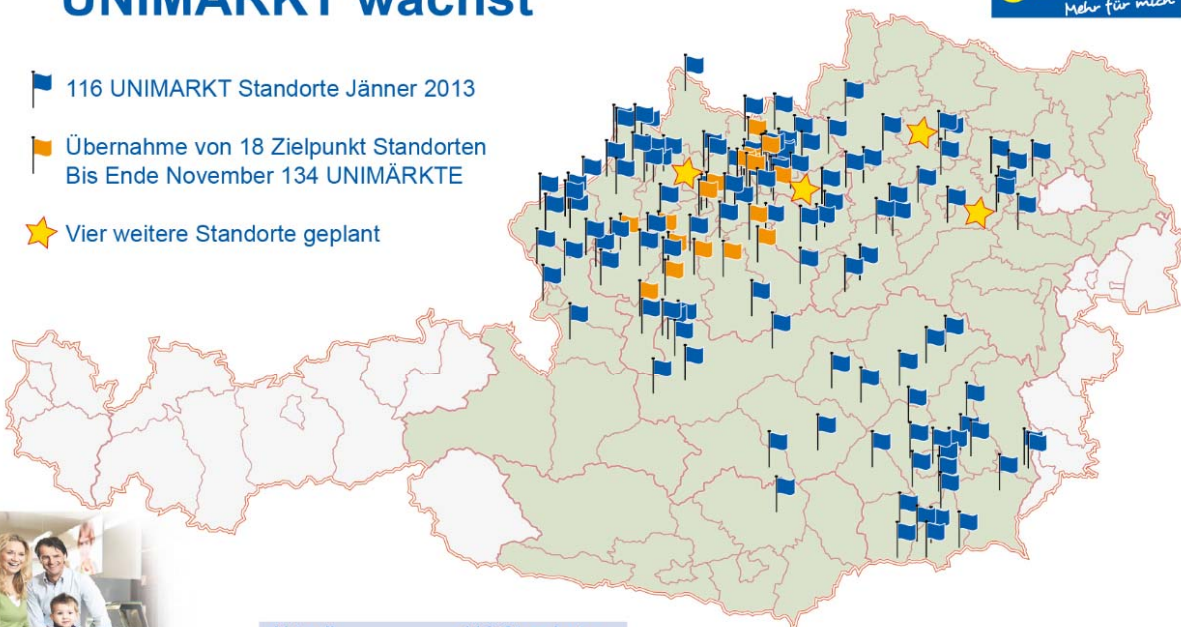 UNIMARKT wächst
Mehr für mich
116 UNIMARKT Standorte Jänner 2013
Übernahme von 18 Zielpunkt Standorten
Bis Ende November 134 UNIMÄRKTE
Vier weitere Standorte geplant